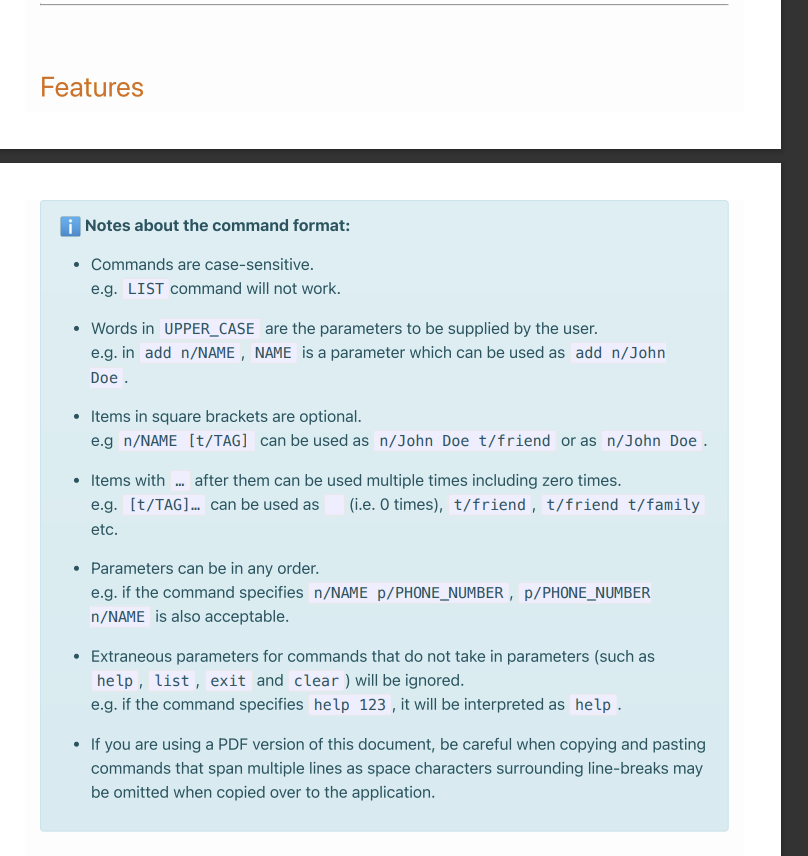 Features
Notes about the command format:
• Commands are case-sensitive.
e.g. LIST command will not work.
• Words in UPPER_CASE are the parameters to be supplied by the user.
e.g. in add n/NAME , NAME is a parameter which can be used as add n/John
Doe .
• Items in square brackets are optional.
e.g n/NAME [t/TAG] can be used as n/John Doe t/friend or as n/John Doe .
• Items with … after them can be used multiple times including zero times.
e.g. [t/TAG]… can be used as (i.e. 0 times), t/friend , t/friend t/family
etc.
• Parameters can be in any order.
e.g. if the command specifies n/NAME p/PHONE_NUMBER , p/PHONE_NUMBER
n/NAME is also acceptable.
• Extraneous parameters for commands that do not take in parameters (such as
help , list , exit and clear ) will be ignored.
e.g. if the command specifies help 123 , it will be interpreted as help .
• If you are using a PDF version of this document, be careful when copying and pasting
commands that span multiple lines as space characters surrounding line-breaks may
be omitted when copied over to the application.